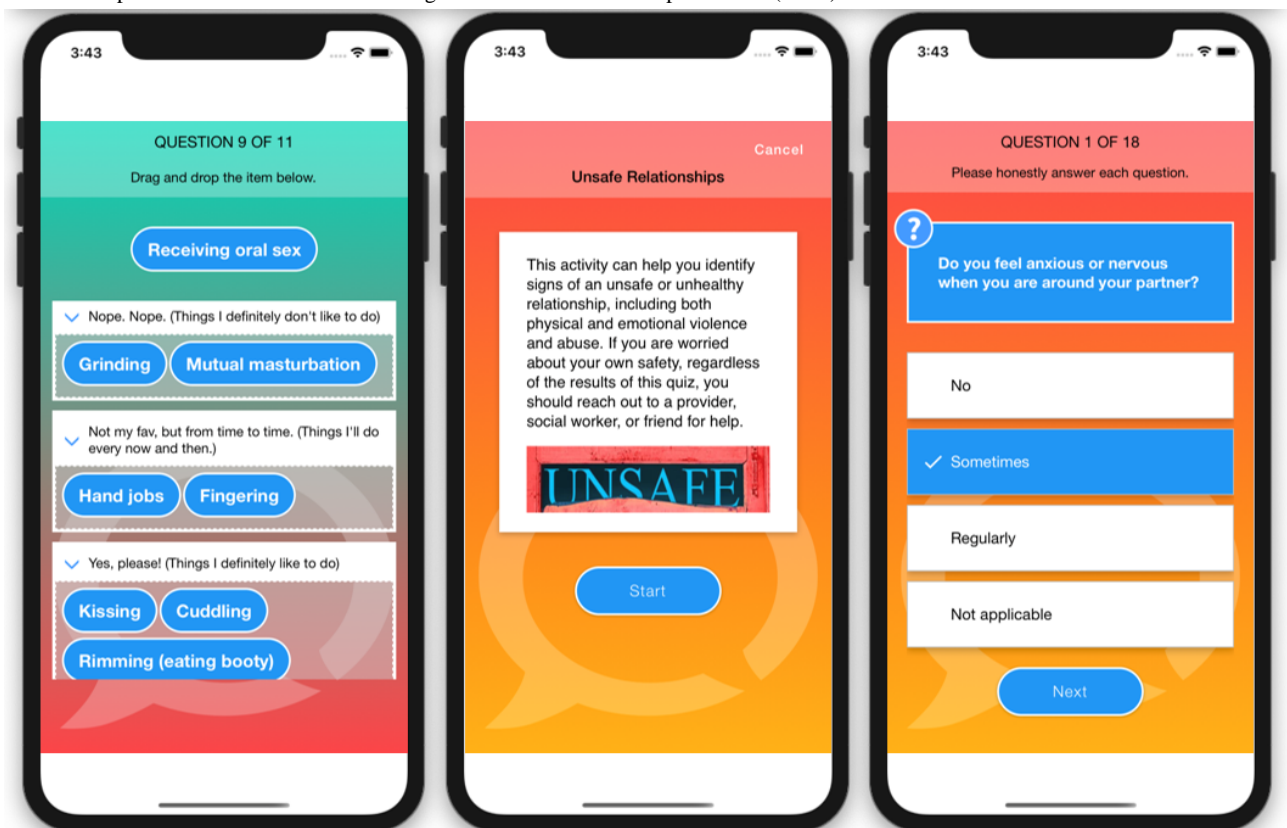 3:43
QUESTION 9 OF 11
Drag and drop the item below.
Receiving oral sex
Nope. Nope. (Things I definitely don't like to do)
Grinding
Mutual masturbation
Not my fav, but from time to time. (Things I'll do
every now and then.)
Hand jobs
Fingering
Yes, please! (Things I definitely like to do)
Kissing
Cuddling
Rimming (eating booty)
3:43
Cancel
Unsafe Relationships
This activity can help you identify
signs of an unsafe or unhealthy
relationship, including both
physical and emotional violence
and abuse. If you are worried
about your own safety, regardless
of the results of this quiz, you
should reach out to a provider,
social worker, or friend for help.
UNSAFE
Start
3:43
QUESTION 1 OF 18
Please honestly answer each question.
?
Do you feel anxious or nervous
when you are around your partner?
No
Sometimes
Regularly
Not applicable
Next